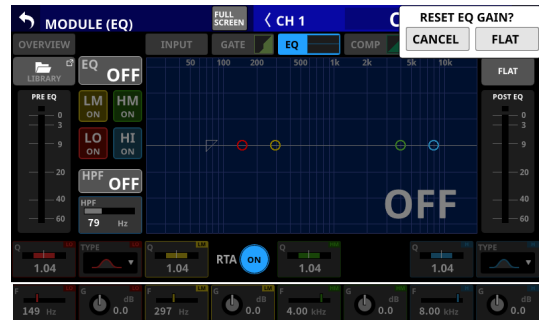 MODULE (EQ)
FULL SCREEN
CH 1
C
RESET EQ GAIN?
CANCEL
FLAT
OVERVIEW
INPUT
GATE
EQ
COMP
LIBRARY
EQ OFF
50 100 200 500 1k 2k 5k 10k
FLAT
PRE EQ
LM ON
HM ON
POST EQ
0
3
9
20
40
60
LO ON
HI ON
HPF OFF
HPF
79 Hz
OFF
0
3
9
20
40
60
Q
1.04
TYPE
Q LM
1.04
RTA ON
Q
1.04
Q
1.04
TYPE
F
149 Hz
G dB
0.0
F LM
297 Hz
G dB
0.0
F
4.00 kHz
G dB
0.0
F
8.00 kHz
G dB
0.0